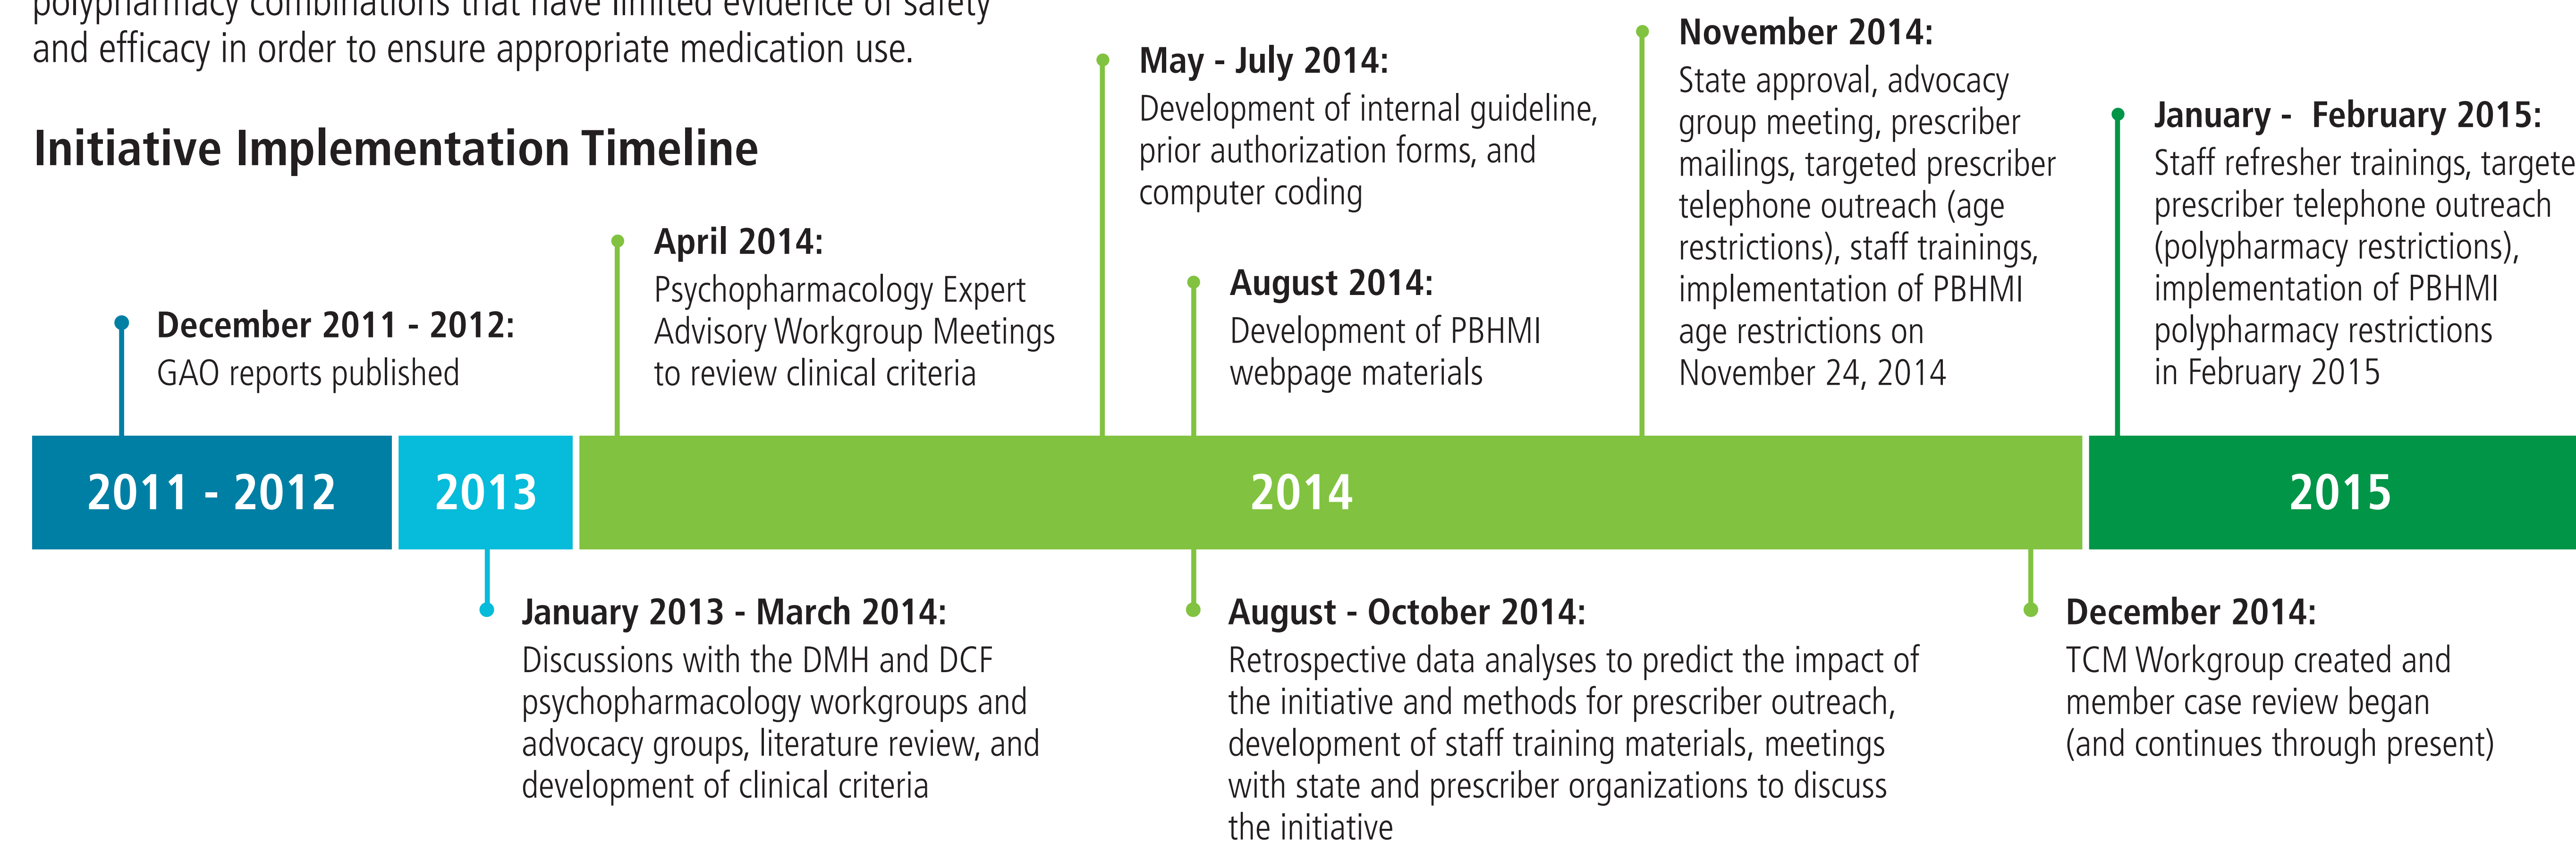 polypharmacy combinations that have limited evidence of safety
and efficacy in order to ensure appropriate medication use.
Initiative Implementation Timeline
December 2011 - 2012:
GAO reports published
April 2014:
Psychopharmacology Expert
Advisory Workgroup Meetings
to review clinical criteria
May - July 2014:
Development of internal guideline,
prior authorization forms, and
computer coding
August 2014:
Development of PBHMI
webpage materials
November 2014:
State approval, advocacy
group meeting, prescriber
mailings, targeted prescriber
telephone outreach (age
restrictions), staff trainings,
implementation of PBHMI
age restrictions on
November 24, 2014
January - February 2015:
Staff refresher trainings, targete
prescriber telephone outreach
(polypharmacy restrictions),
implementation of PBHMI
polypharmacy restrictions
in February 2015
2011 - 2012
2013
2014
2015
January 2013 - March 2014:
Discussions with the DMH and DCF
psychopharmacology workgroups and
advocacy groups, literature review, and
development of clinical criteria
August - October 2014:
Retrospective data analyses to predict the impact of
the initiative and methods for prescriber outreach,
development of staff training materials, meetings
with state and prescriber organizations to discuss
the initiative
December 2014:
TCM Workgroup created and
member case review began
(and continues through present)